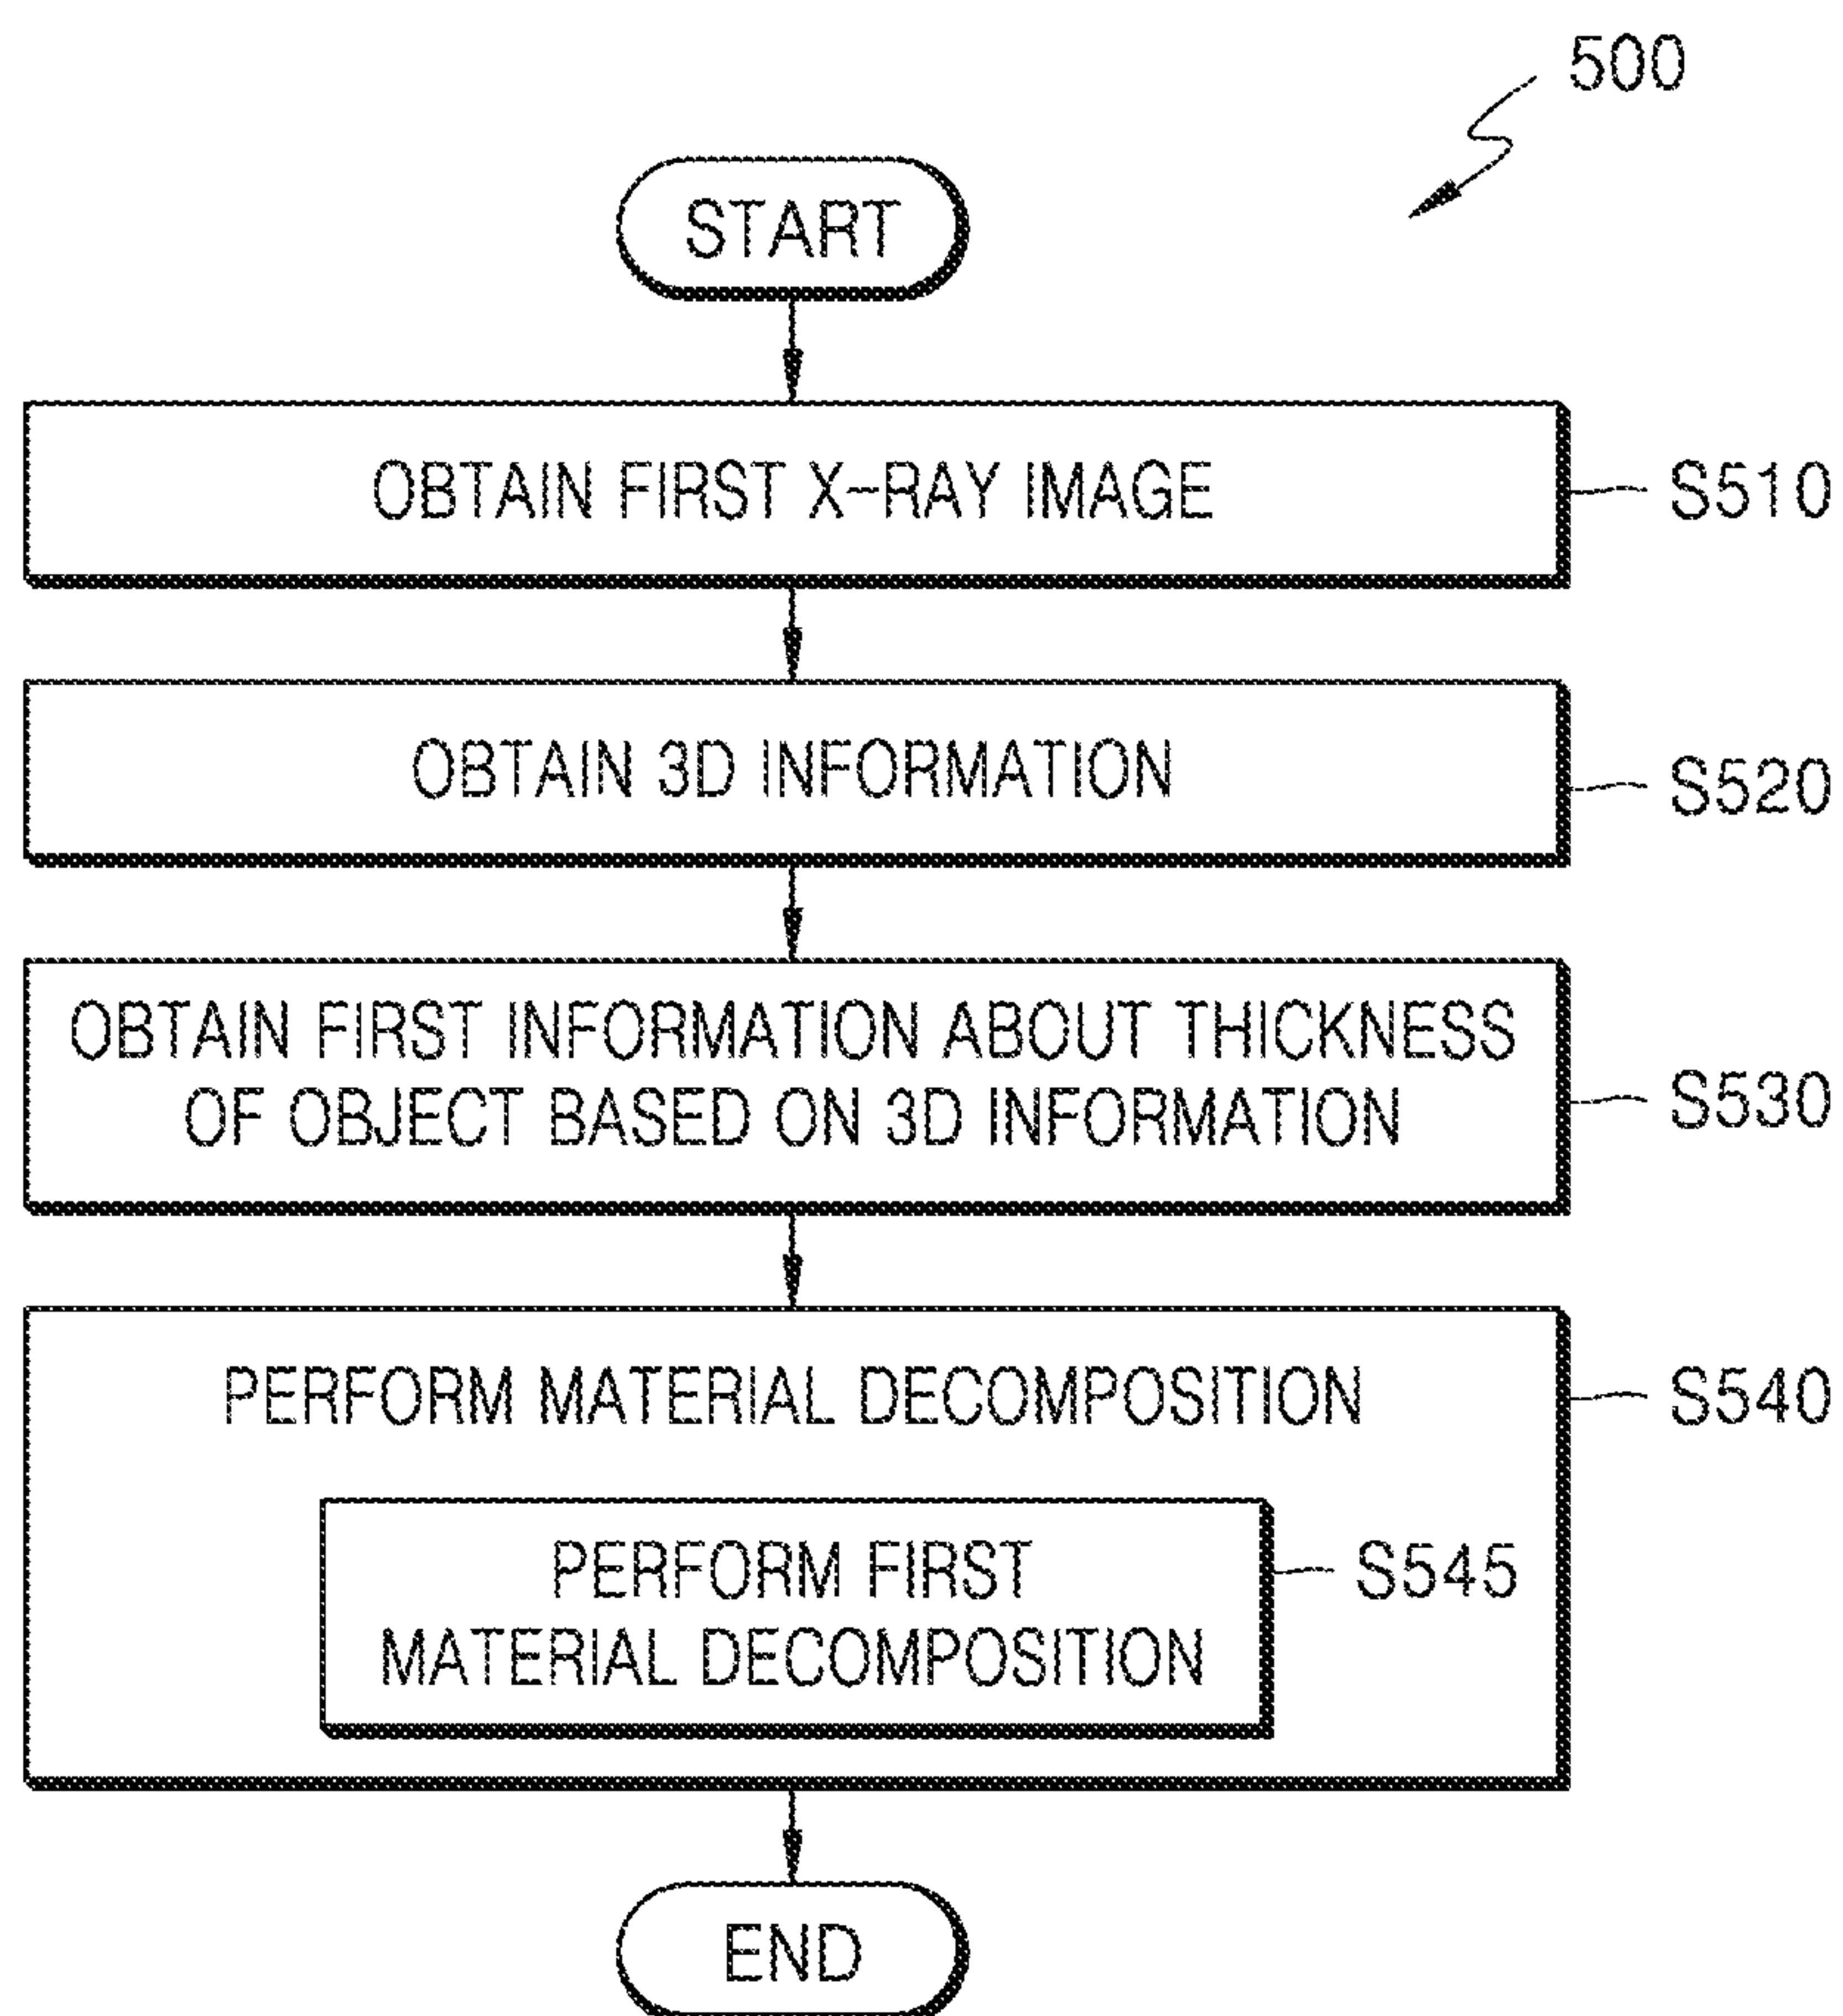 500
START
OBTAIN FIRST X-RAY IMAGE
S510
OBTAIN 3D INFORMATION
S520
OBTAIN FIRST INFORMATION ABOUT THICKNESS
OF OBJECT BASED ON 3D INFORMATION
S530
PERFORM MATERIAL DECOMPOSITION
S540
PERFORM FIRST
MATERIAL DECOMPOSITION
S545
END